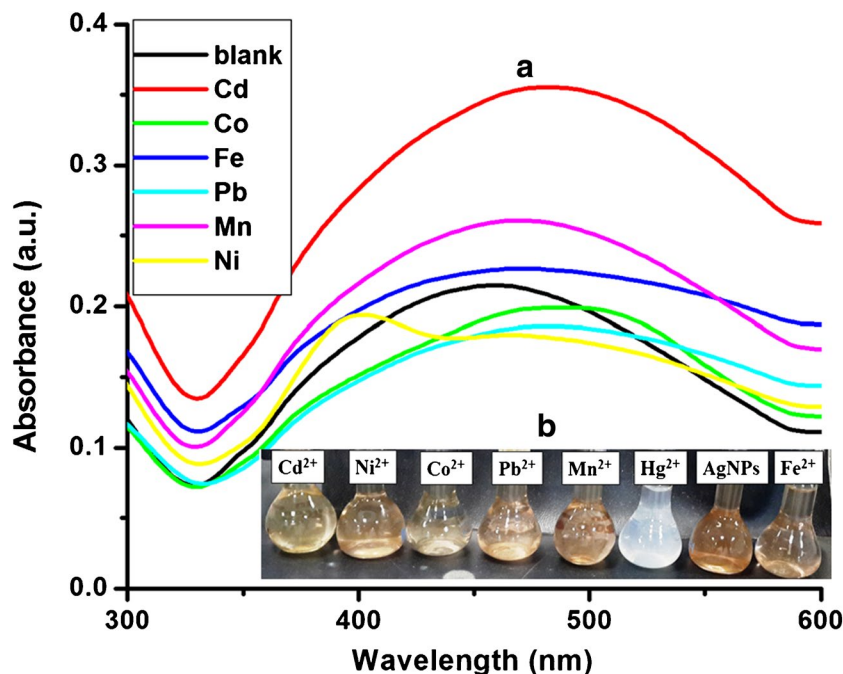 0.4
0.3
0.2
0.1
0.0
Absorbance (a.u.)
blank
Cd
Co
Fe
Pb
Mn
Ni
a
b
Cd2+ Ni2+ Co2+ Pb2+ Mn2+ Hg2+ AgNPs Fe2+
300 400 500 600
Wavelength (nm)